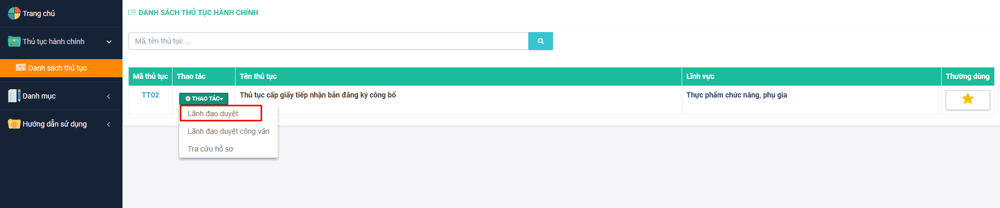 Trang chủ
Thủ tục hành chính
Danh sách thủ tục
Danh mục
Hướng dẫn sử dụng
DANH SÁCH THỦ TỤC HÀNH CHÍNH
Mã, tên thủ tục ...
Mã thủ tục Thao tác Tên thủ tục Lĩnh vực Thường dùng
TT02 THAO TÁC Thủ tục cấp giấy tiếp nhận bản đăng ký công bố Thực phẩm chức năng, phụ gia
Lãnh đạo duyệt
Lãnh đạo duyệt công văn
Tra cứu hồ sơ